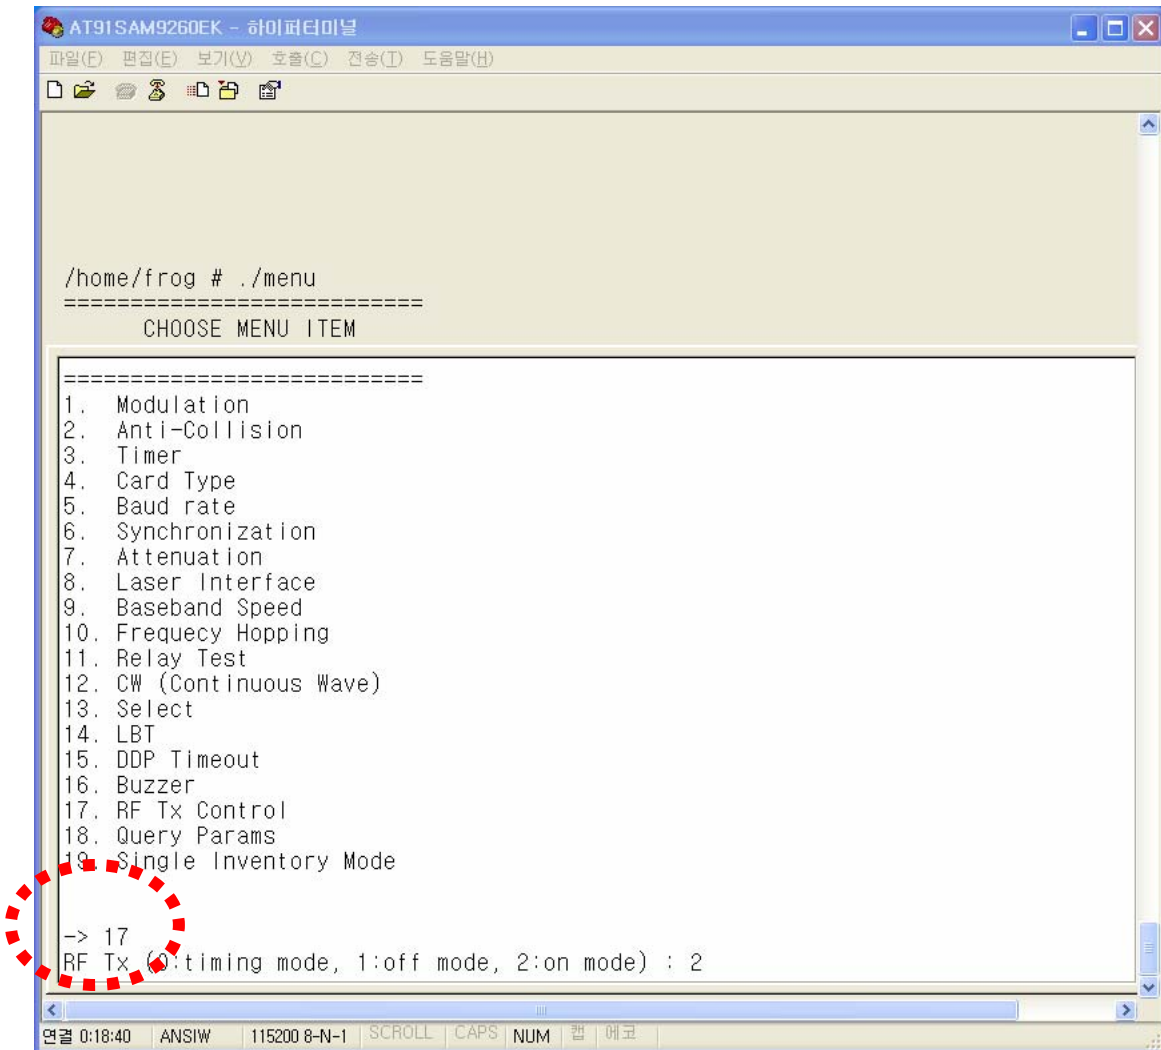 AT91SAM9260EK - 하이퍼터미널
파일(F) 편집(E) 보기(V) 호출(C) 전송(T) 도움말(H)
/home/frog # ./menu
===========================
CHOOSE MENU ITEM
===========================
1. Modulation
2. Anti-Collision
3. Timer
4. Card Type
5. Baud rate
6. Synchronization
7. Attenuation
8. Laser Interface
9. Baseband Speed
10. Frequecy Hopping
11. Relay Test
12. CW (Continuous Wave)
13. Select
14. LBT
15. DDP Timeout
16. Buzzer
17. RF Tx Control
18. Query Params
19. Single Inventory Mode
-> 17
RF Tx (0:timing mode, 1:off mode, 2:on mode) : 2
연결 0:18:40 ANSIW 115200 8-N-1 SCROLL CAPS NUM 캡 에코